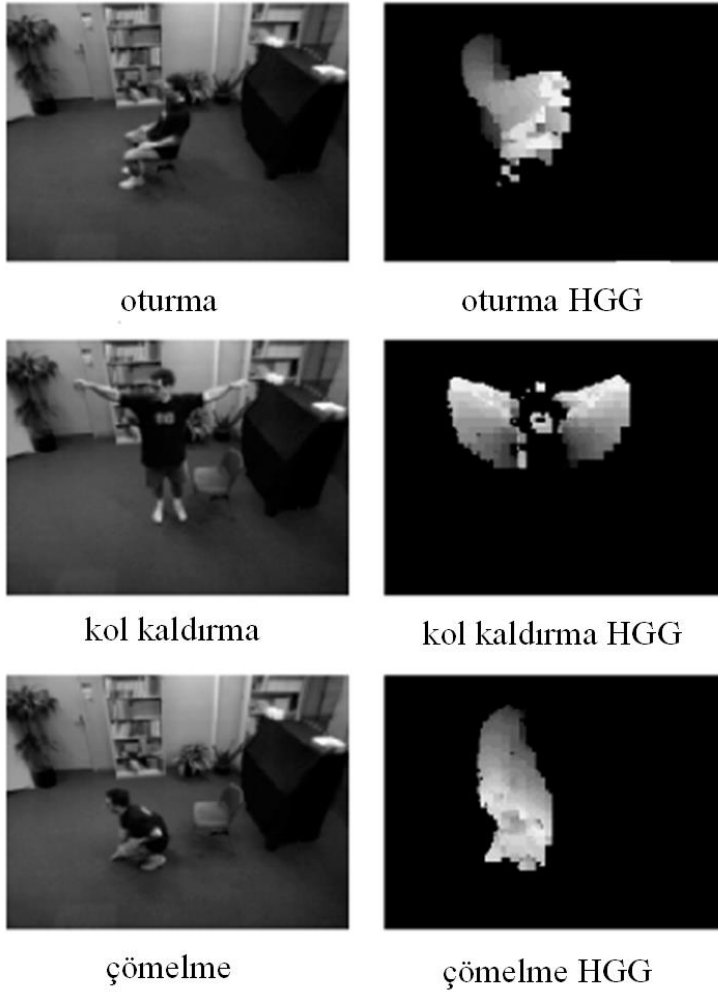 oturma
oturma HGG
kol kaldırma
kol kaldırma HGG
çömelme
çömelme HGG